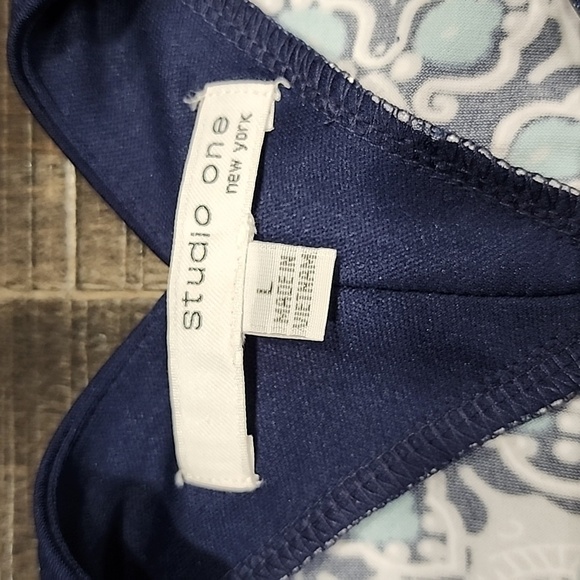 studio one
new york
L
MADE IN
VIETNAM